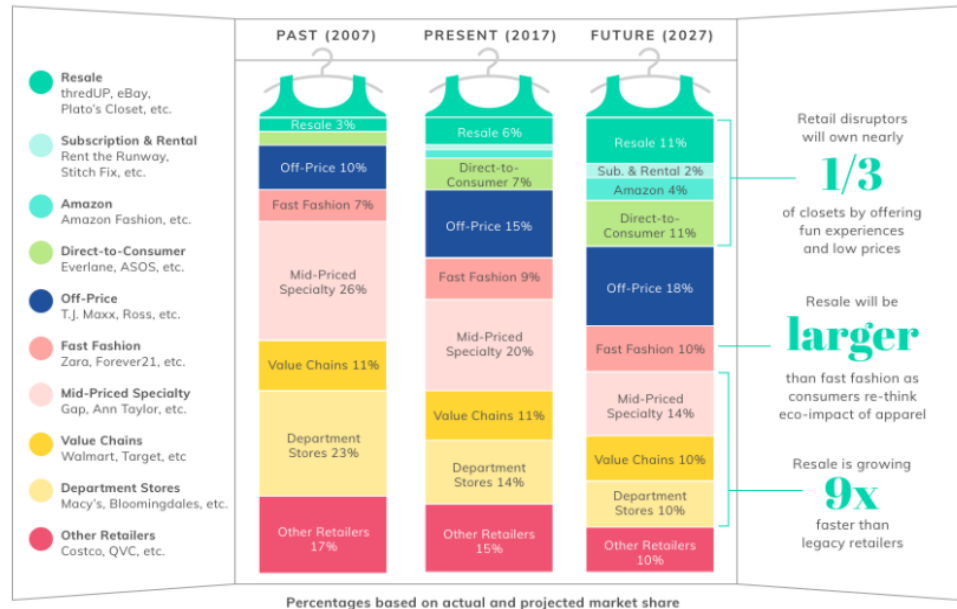 PAST (2007)
PRESENT (2017)
FUTURE (2027)
Resale
thredUP, eBay,
Plato's Closet, etc.
Subscription & Rental
Rent the Runway,
Stitch Fix, etc.
Amazon
Amazon Fashion, etc.
Direct-to-Consumer
Everlane, ASOS, etc.
Off-Price
T.J. Maxx, Ross, etc.
Fast Fashion
Zara, Forever21, etc.
Mid-Priced Specialty
Gap, Ann Taylor, etc.
Value Chains
Walmart, Target, etc
Department Stores
Macy's, Bloomingdales, etc.
Other Retailers
Costco, QVC, etc.
Resale 3%
Off-Price 10%
Fast Fashion 7%
Mid-Priced
Specialty 26%
Value Chains 11%
Department
Stores 23%
Other Retailers
17%
Resale 6%
Direct-to-
Consumer 7%
Off-Price 15%
Fast Fashion 9%
Mid-Priced
Specialty 20%
Value Chains 11%
Department
Stores 14%
Other Retailers
15%
Resale 11%
Sub. & Rental 2%
Amazon 4%
Direct-to-
Consumer 11%
Off-Price 18%
Fast Fashion 10%
Mid-Priced
Specialty 14%
Value Chains 10%
Department
Stores 10%
Other Retailers
10%
Retail disruptors
will own nearly
1/3
of closets by offering
fun experiences
and low prices
Resale will be
larger
than fast fashion as
consumers re-think
eco-impact of apparel
Resale is growing
9x
faster than
legacy retailers
Percentages based on actual and projected market share